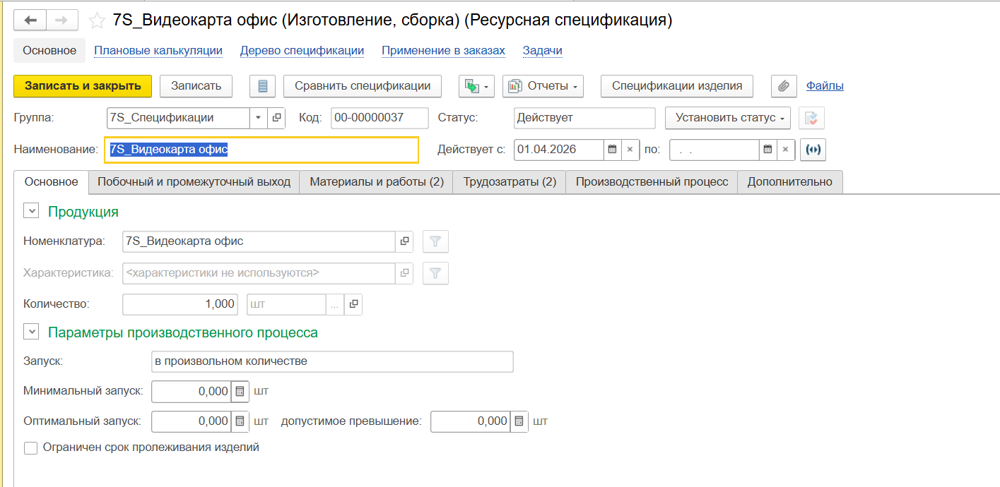 7S_Видеокарта офис (Изготовление, сборка) (Ресурсная спецификация)
Основное Плановые калькуляции Дерево спецификации Применение в заказах Задачи
Записать и закрыть Записать Сравнить спецификации Отчеты Спецификации изделия Файлы
Группа: 7S_Спецификации Код: 00-00000037 Статус: Действует Установить статус
Наименование: 7S_Видеокарта офис Действует с: 01.04.2026 по: . .
Основное Побочный и промежуточный выход Материалы и работы (2) Трудозатраты (2) Производственный процесс Дополнительно
Продукция
Номенклатура: 7S_Видеокарта офис
Характеристика: <характеристики не используются>
Количество: 1,000 шт ...
Параметры производственного процесса
Запуск: в произвольном количестве
Минимальный запуск: 0,000 шт
Оптимальный запуск: 0,000 шт допустимое превышение: 0,000 шт
Ограничен срок пролеживания изделий